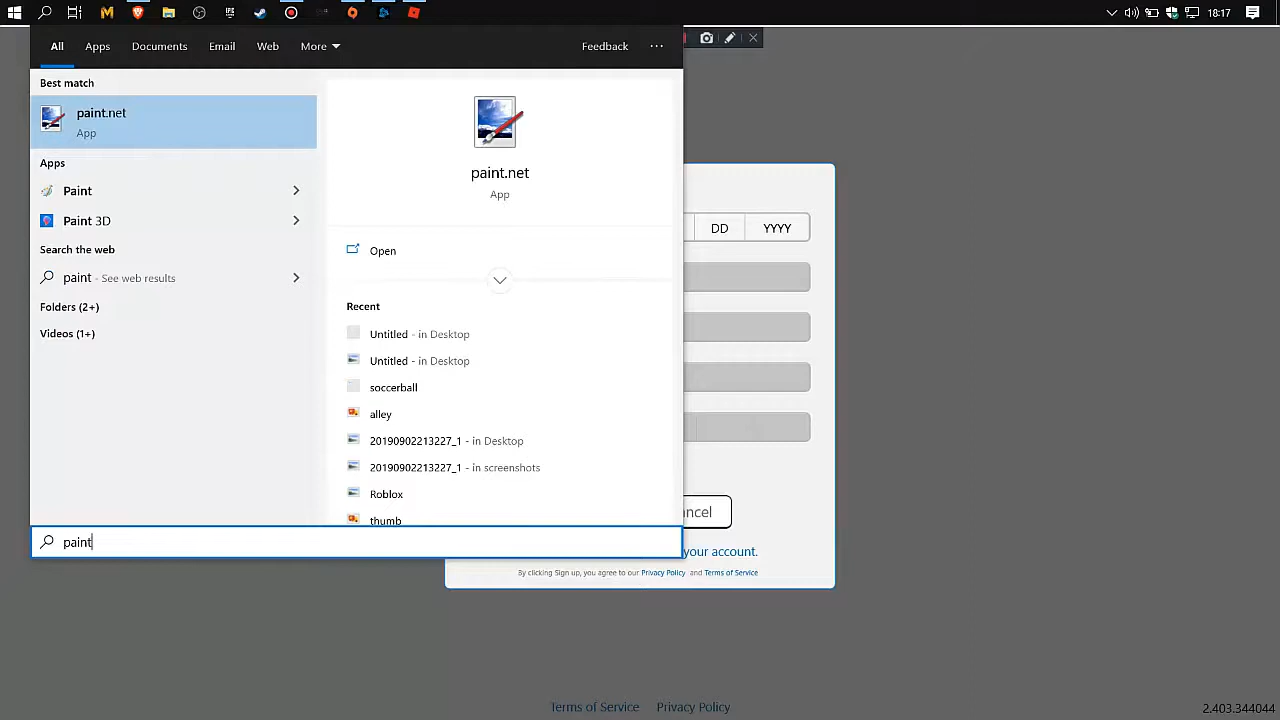 18:17
All Apps Documents Email Web More Feedback ...
Best match
paint.net
App
Apps
Paint
Paint 3D
Search the web
paint - See web results
Folders (2+)
Videos (1+)
paint.net
App
Open
Recent
Untitled - in Desktop
Untitled - in Desktop
soccerball
alley
20190902213227_1 - in Desktop
20190902213227_1 - in screenshots
Roblox
thumb
paint
DD YYYY
ncel
your account.
By clicking Sign up, you agree to our Privacy Policy and Terms of Service
Terms of Service Privacy Policy
2.403.344044